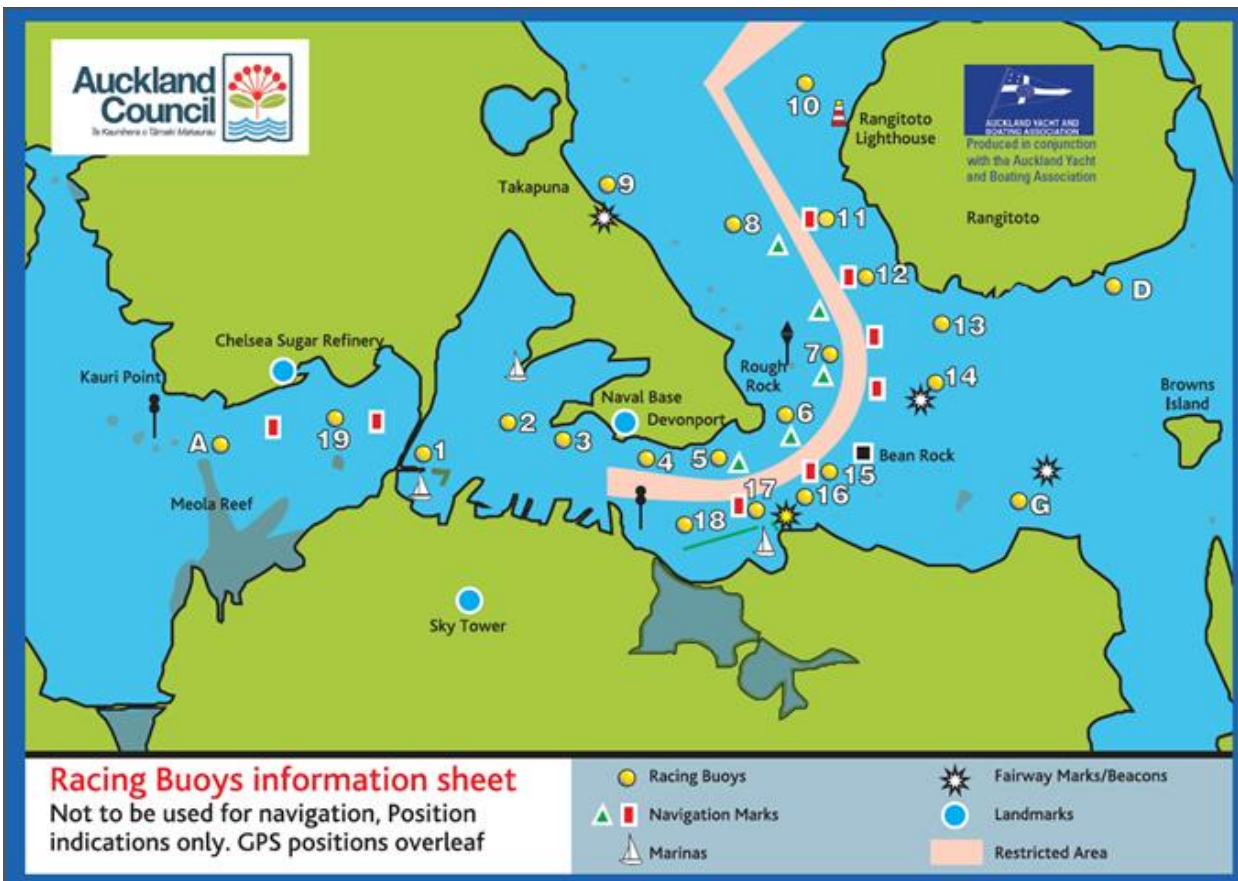 Auckland
Council
Te Kaunihera o Tāmaki Makaurau
AUCKLAND YACHT AND
BOATING ASSOCIATION
Produced in conjunction
with the Auckland Yacht
and Boating Association
10
Rangitoto
Lighthouse
Takapuna
9
8
11
Rangitoto
12
D
13
Chelsea Sugar Refinery
7
Kauri Point
Rough
Rock
14
Browns
Island
Naval Base
Devonport
6
A
19
1
2
3
4
5
Bean Rock
15
Meola Reef
17
16
G
18
Sky Tower
Racing Buoys information sheet
Not to be used for navigation, Position
indications only. GPS positions overleaf
Racing Buoys
Navigation Marks
Marinas
Fairway Marks/Beacons
Landmarks
Restricted Area